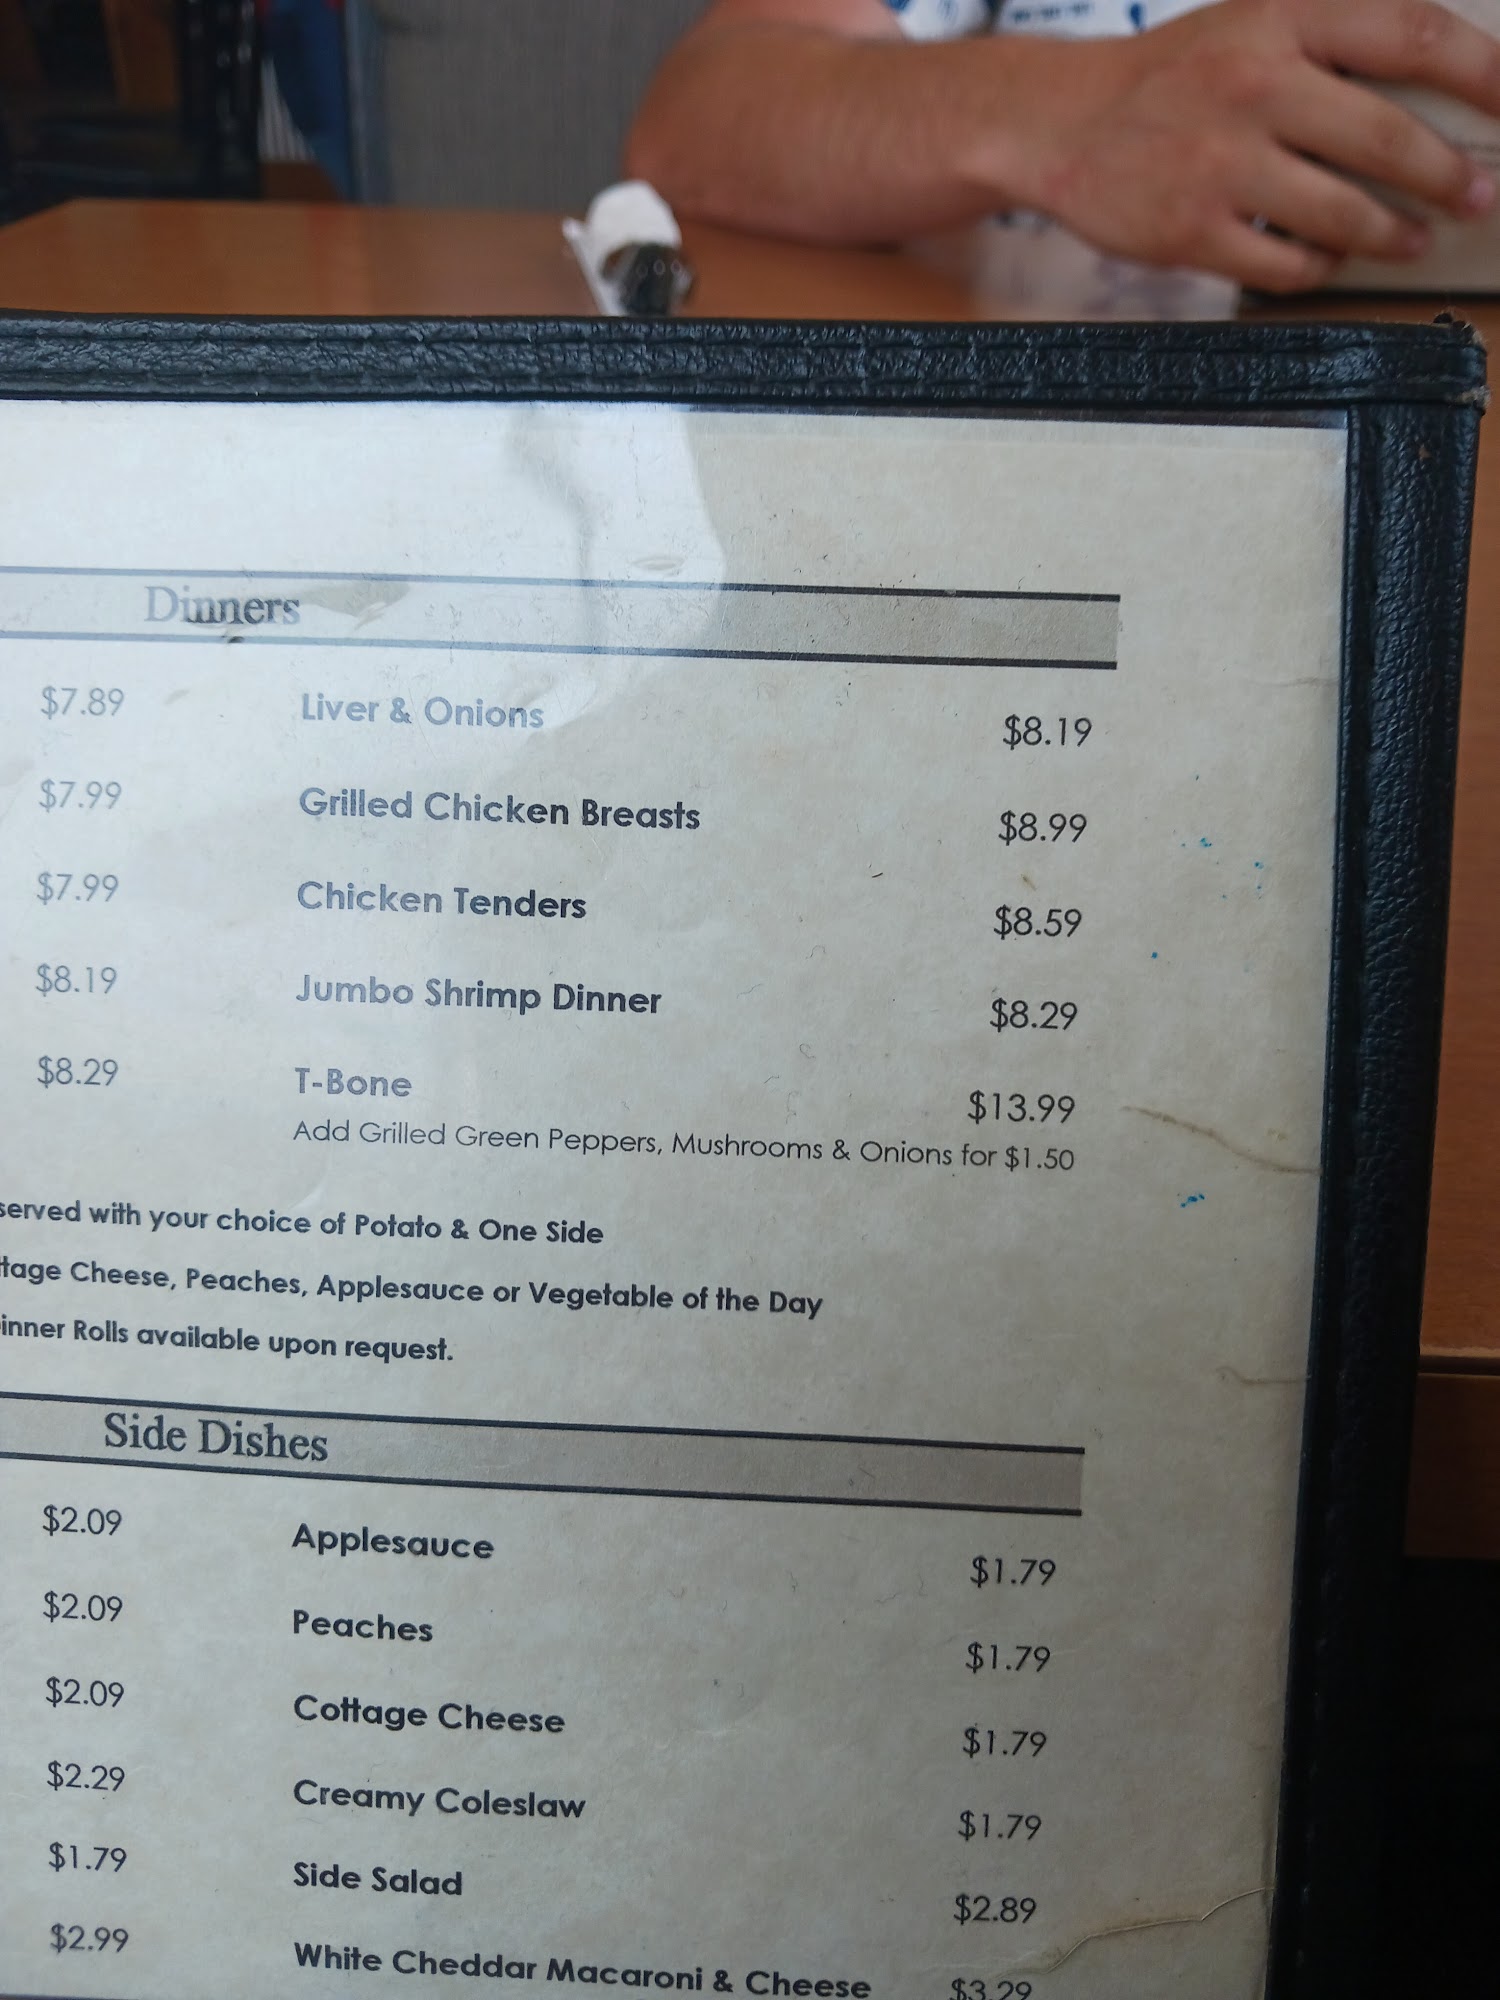 Dinners
$7.89 Liver & Onions $8.19
$7.99 Grilled Chicken Breasts $8.99
$7.99 Chicken Tenders $8.59
$8.19 Jumbo Shrimp Dinner $8.29
$8.29 T-Bone $13.99
Add Grilled Green Peppers, Mushrooms & Onions for $1.50
served with your choice of Potato & One Side
ttage Cheese, Peaches, Applesauce or Vegetable of the Day
inner Rolls available upon request.
Side Dishes
$2.09 Applesauce $1.79
$2.09 Peaches $1.79
$2.09 Cottage Cheese $1.79
$2.29 Creamy Coleslaw $1.79
$1.79 Side Salad $2.89
$2.99 White Cheddar Macaroni & Cheese $3.29